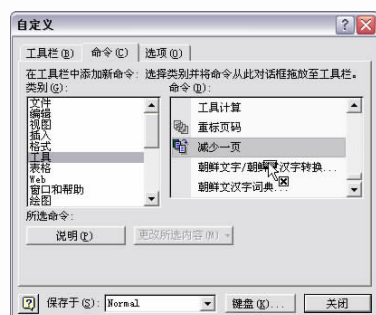 自定义
工具栏(B) 命令(C) 选项(O)
在工具栏中添加新命令: 选择类别并将命令从此对话框拖放至工具栏。
类别(G): 命令(D):
文件
编辑
视图
插入
格式
工具
表格
Web
窗口和帮助
绘图
工具计算
重标页码
减少一页
朝鲜文字/朝鲜汉字转换...
朝鲜文汉字词典...
所选命令:
说明(P) 更改所选内容(M)
保存于(S): Normal 键盘(K)... 关闭